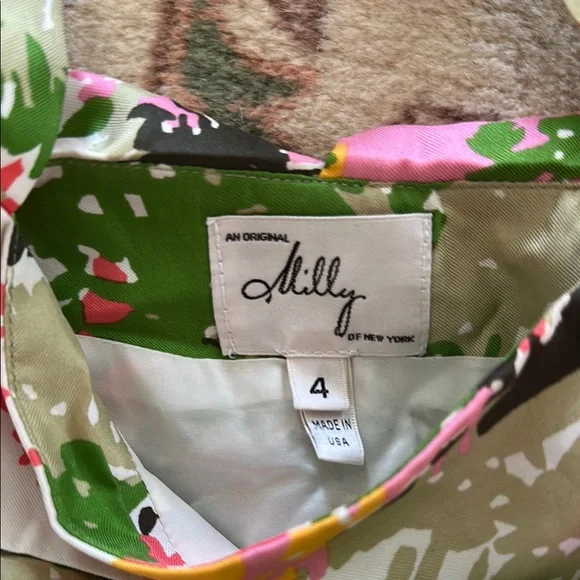 AN ORIGINAL
Milly
OF NEW YORK
4
MADE IN
USA